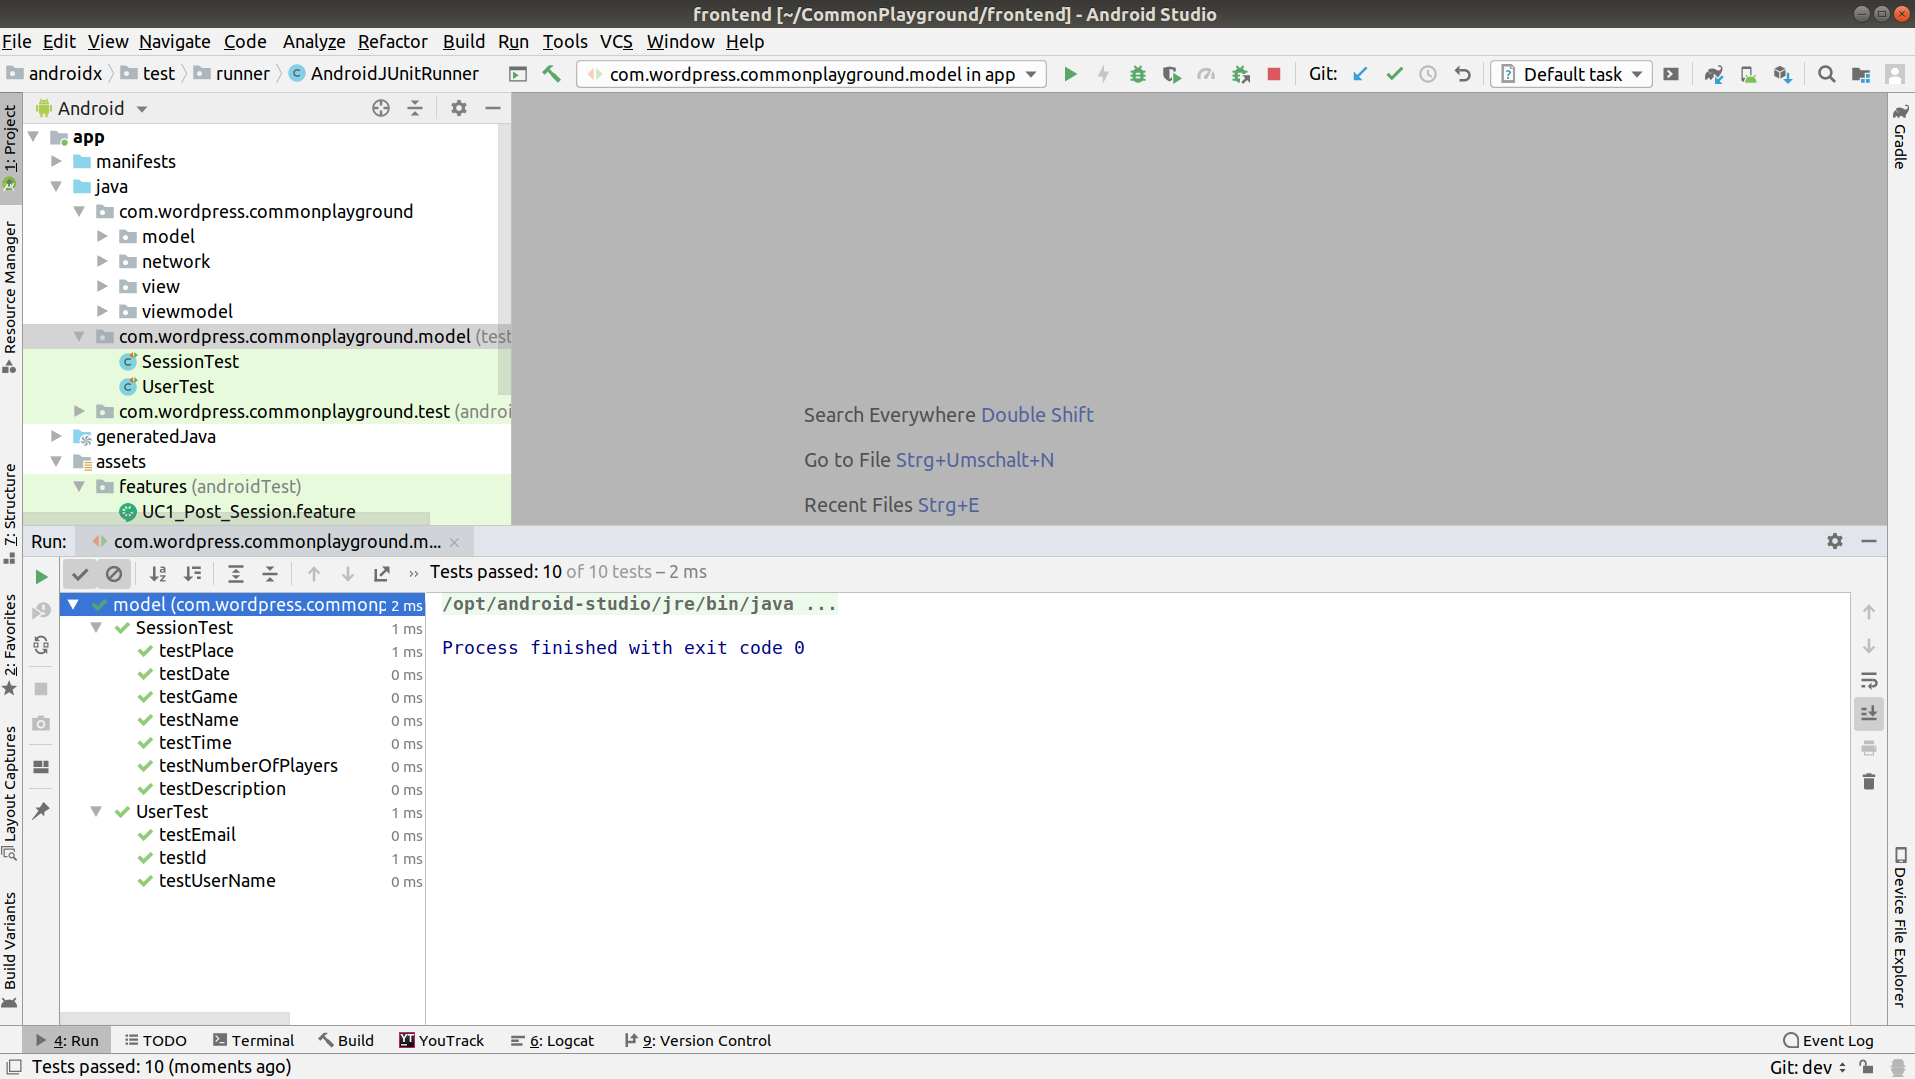 frontend [~/CommonPlayground/frontend] - Android Studio
File Edit View Navigate Code Analyze Refactor Build Run Tools VCS Window Help
androidx test runner AndroidJUnitRunner com.wordpress.commonplayground.model in app Git: Default task
Android
app
manifests
java
com.wordpress.commonplayground
model
network
view
viewmodel
com.wordpress.commonplayground.model (test
SessionTest
UserTest
com.wordpress.commonplayground.test (androi
generatedJava
assets
features (androidTest)
UC1_Post_Session.feature
Search Everywhere Double Shift
Go to File Strg+Umschalt+N
Recent Files Strg+E
1: Project
Resource Manager
7: Structure
2: Favorites
Layout Captures
Build Variants
Gradle
Device File Explorer
Run: com.wordpress.commonplayground.m...
Tests passed: 10 of 10 tests – 2 ms
model (com.wordpress.commonp 2 ms
SessionTest 1 ms
testPlace 1 ms
testDate 0 ms
testGame 0 ms
testName 0 ms
testTime 0 ms
testNumberOfPlayers 0 ms
testDescription 0 ms
UserTest 1 ms
testEmail 0 ms
testId 1 ms
testUserName 0 ms
/opt/android-studio/jre/bin/java ...
Process finished with exit code 0
4: Run TODO Terminal Build YT YouTrack 6: Logcat 9: Version Control Event Log
Tests passed: 10 (moments ago) Git: dev